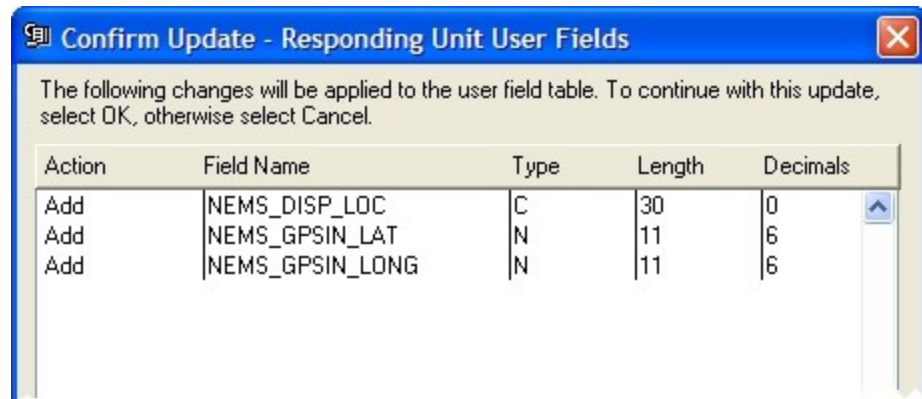 Confirm Update - Responding Unit User Fields
The following changes will be applied to the user field table. To continue with this update,
select OK, otherwise select Cancel.
Action Field Name Type Length Decimals
Add NEMS_DISP_LOC C 30 0
Add NEMS_GPSIN_LAT N 11 6
Add NEMS_GPSIN_LONG N 11 6